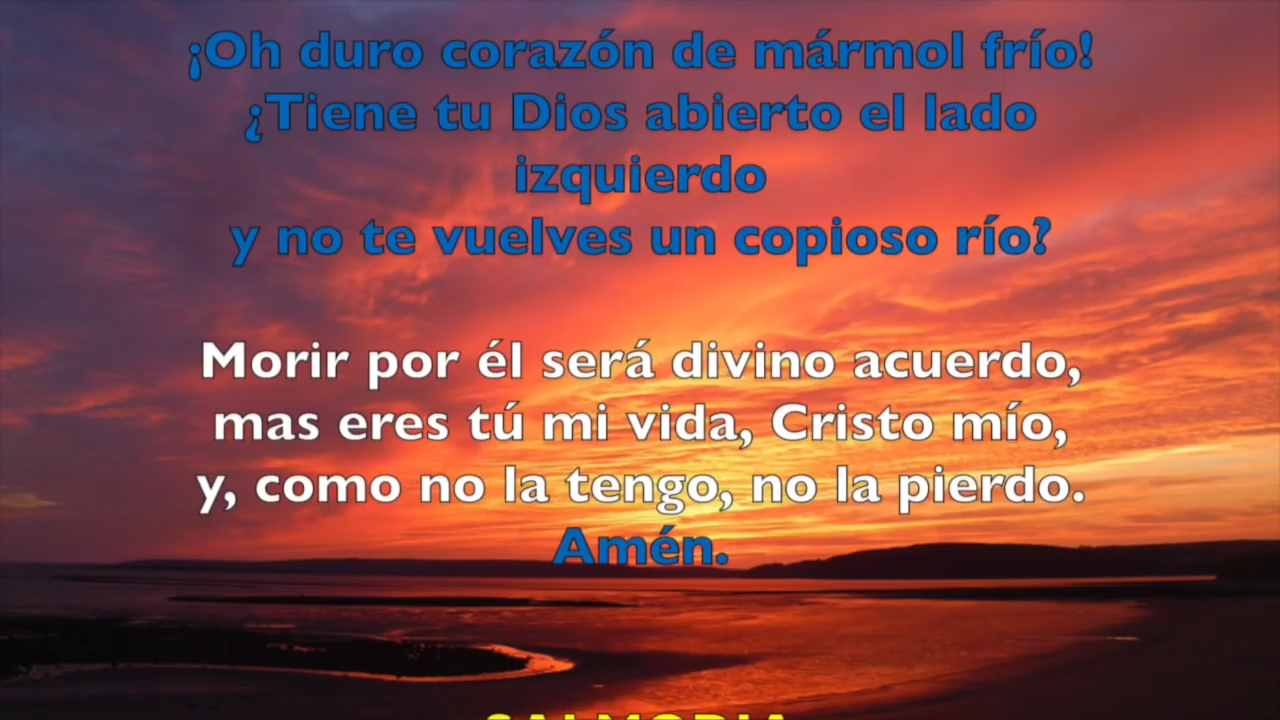 ¡Oh duro corazón de mármol frío!
¿Tiene tu Dios abierto el lado
izquierdo
y no te vuelves un copioso río?
Morir por él será divino acuerdo,
mas eres tú mi vida, Cristo mío,
y, como no la tengo, no la pierdo.
Amén.
SALMODIA